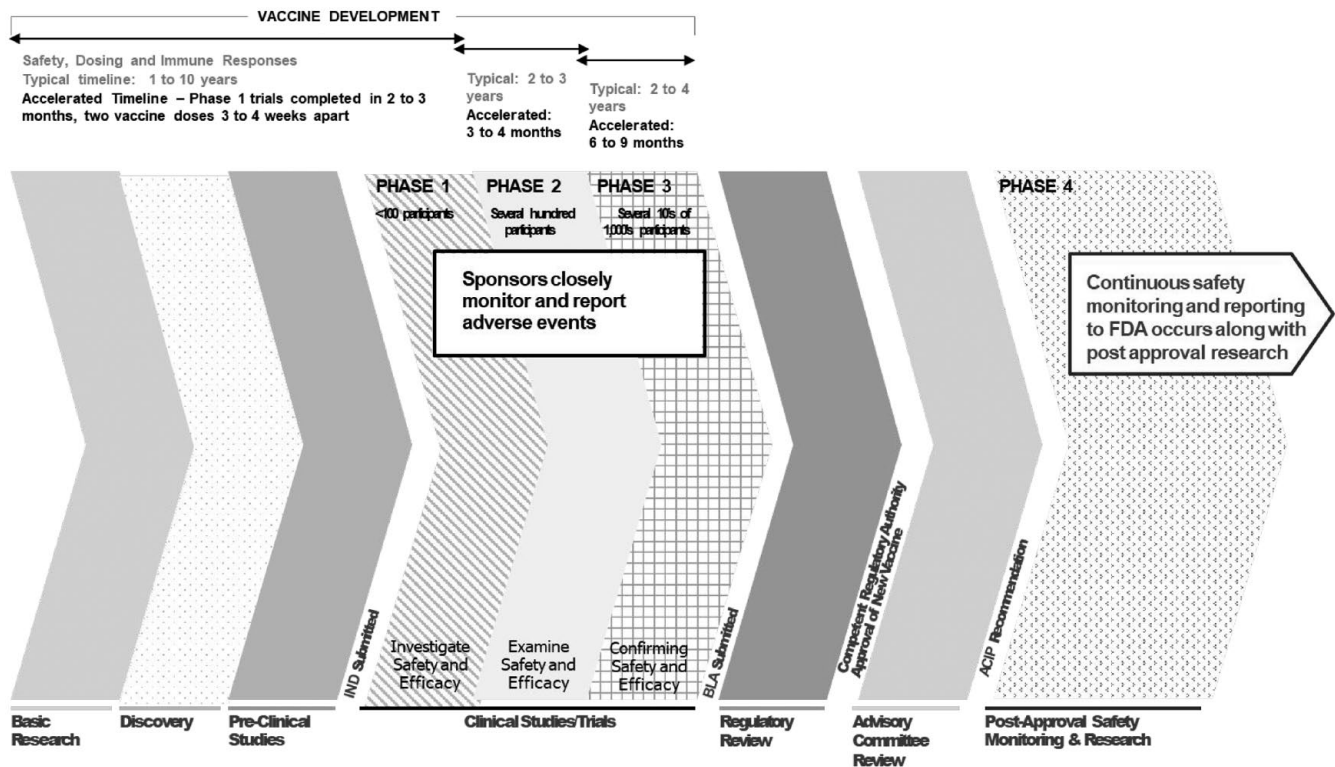 VACCINE DEVELOPMENT
Safety, Dosing and Immune Responses
Typical timeline: 1 to 10 years
Accelerated Timeline – Phase 1 trials completed in 2 to 3
months, two vaccine doses 3 to 4 weeks apart
Typical: 2 to 3
years
Accelerated:
3 to 4 months
Typical: 2 to 4
years
Accelerated:
6 to 9 months
PHASE 1
<100 participants
PHASE 2
Several hundred
participants
PHASE 3
Several 10's of
1,000's participants
PHASE 4
Sponsors closely
monitor and report
adverse events
Continuous safety
monitoring and reporting
to FDA occurs along with
post approval research
IND Submitted
Investigate
Safety and
Efficacy
Examine
Safety and
Efficacy
Confirming
Safety and
Efficacy
BLA Submitted
Competent Regulatory Authority
Approval of New Vaccine
ACIP Recommendation
Basic
Research
Discovery
Pre-Clinical
Studies
Clinical Studies/Trials
Regulatory
Review
Advisory
Committee
Review
Post-Approval Safety
Monitoring & Research